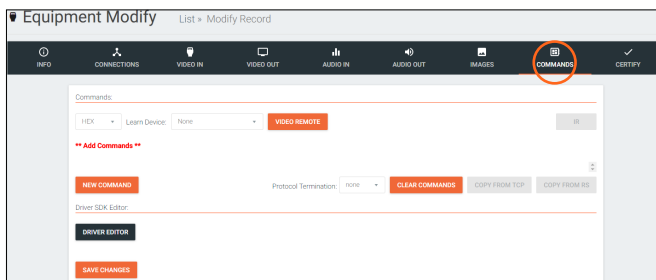 Equipment Modify List » Modify Record
INFO CONNECTIONS VIDEO IN VIDEO OUT AUDIO IN AUDIO OUT IMAGES COMMANDS CERTIFY
Commands:
HEX Learn Device: None VIDEO REMOTE IR
** Add Commands **
NEW COMMAND Protocol Termination: none CLEAR COMMANDS COPY FROM TCP COPY FROM RS
Driver SDK Editor:
DRIVER EDITOR
SAVE CHANGES